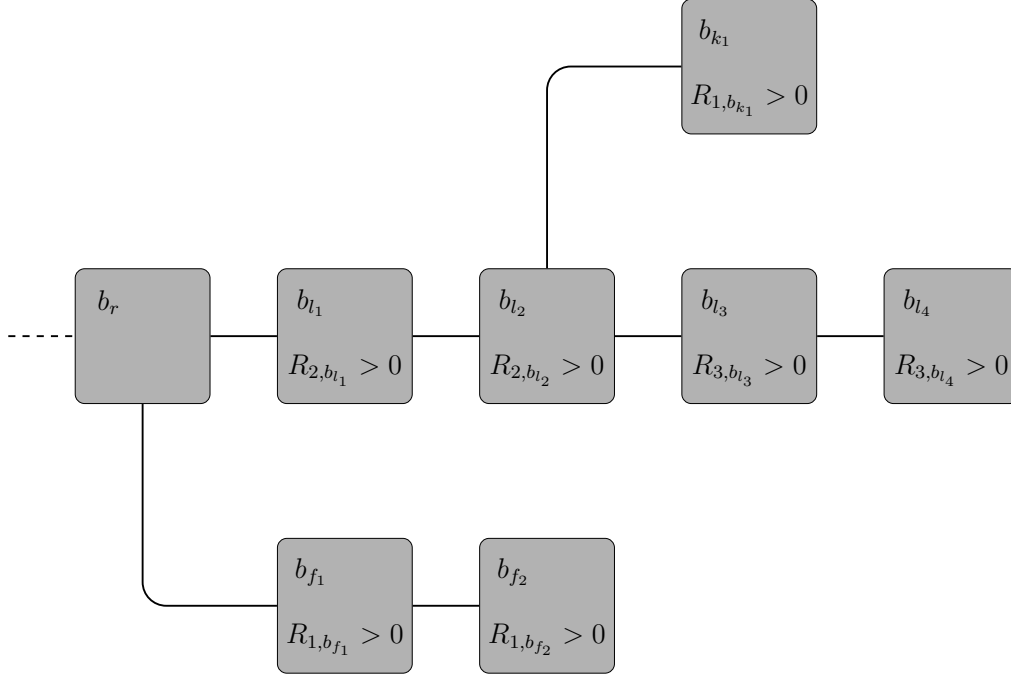 b_{k_1}
R_{1,b_{k_1}} > 0
b_r
b_{l_1}
R_{2,b_{l_1}} > 0
b_{l_2}
R_{2,b_{l_2}} > 0
b_{l_3}
R_{3,b_{l_3}} > 0
b_{l_4}
R_{3,b_{l_4}} > 0
b_{f_1}
R_{1,b_{f_1}} > 0
b_{f_2}
R_{1,b_{f_2}} > 0